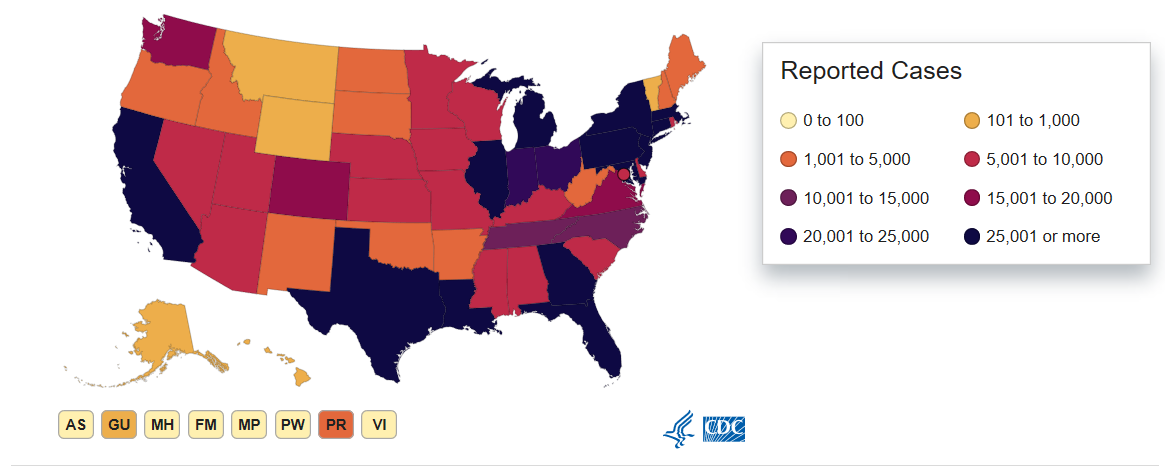 Reported Cases
0 to 100
101 to 1,000
1,001 to 5,000
5,001 to 10,000
10,001 to 15,000
15,001 to 20,000
20,001 to 25,000
25,001 or more
AS GU MH FM MP PW PR VI
CDC